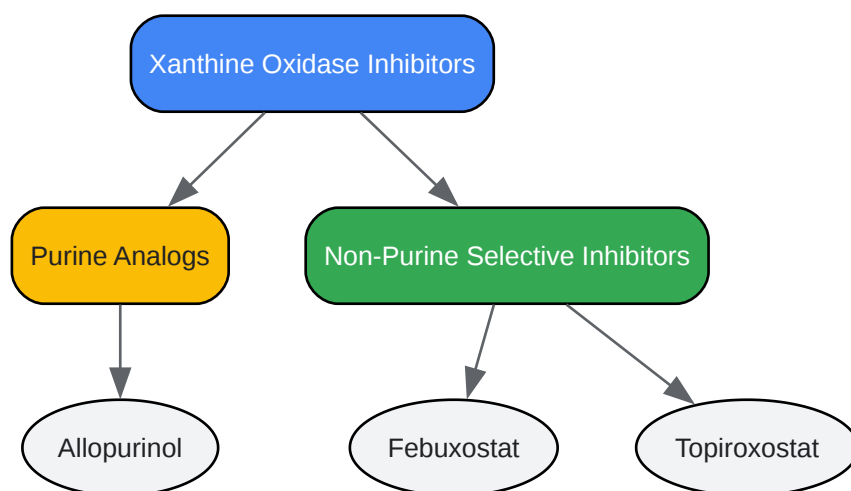 Xanthine Oxidase Inhibitors
Purine Analogs
Non-Purine Selective Inhibitors
Allopurinol
Febuxostat
Topiroxostat